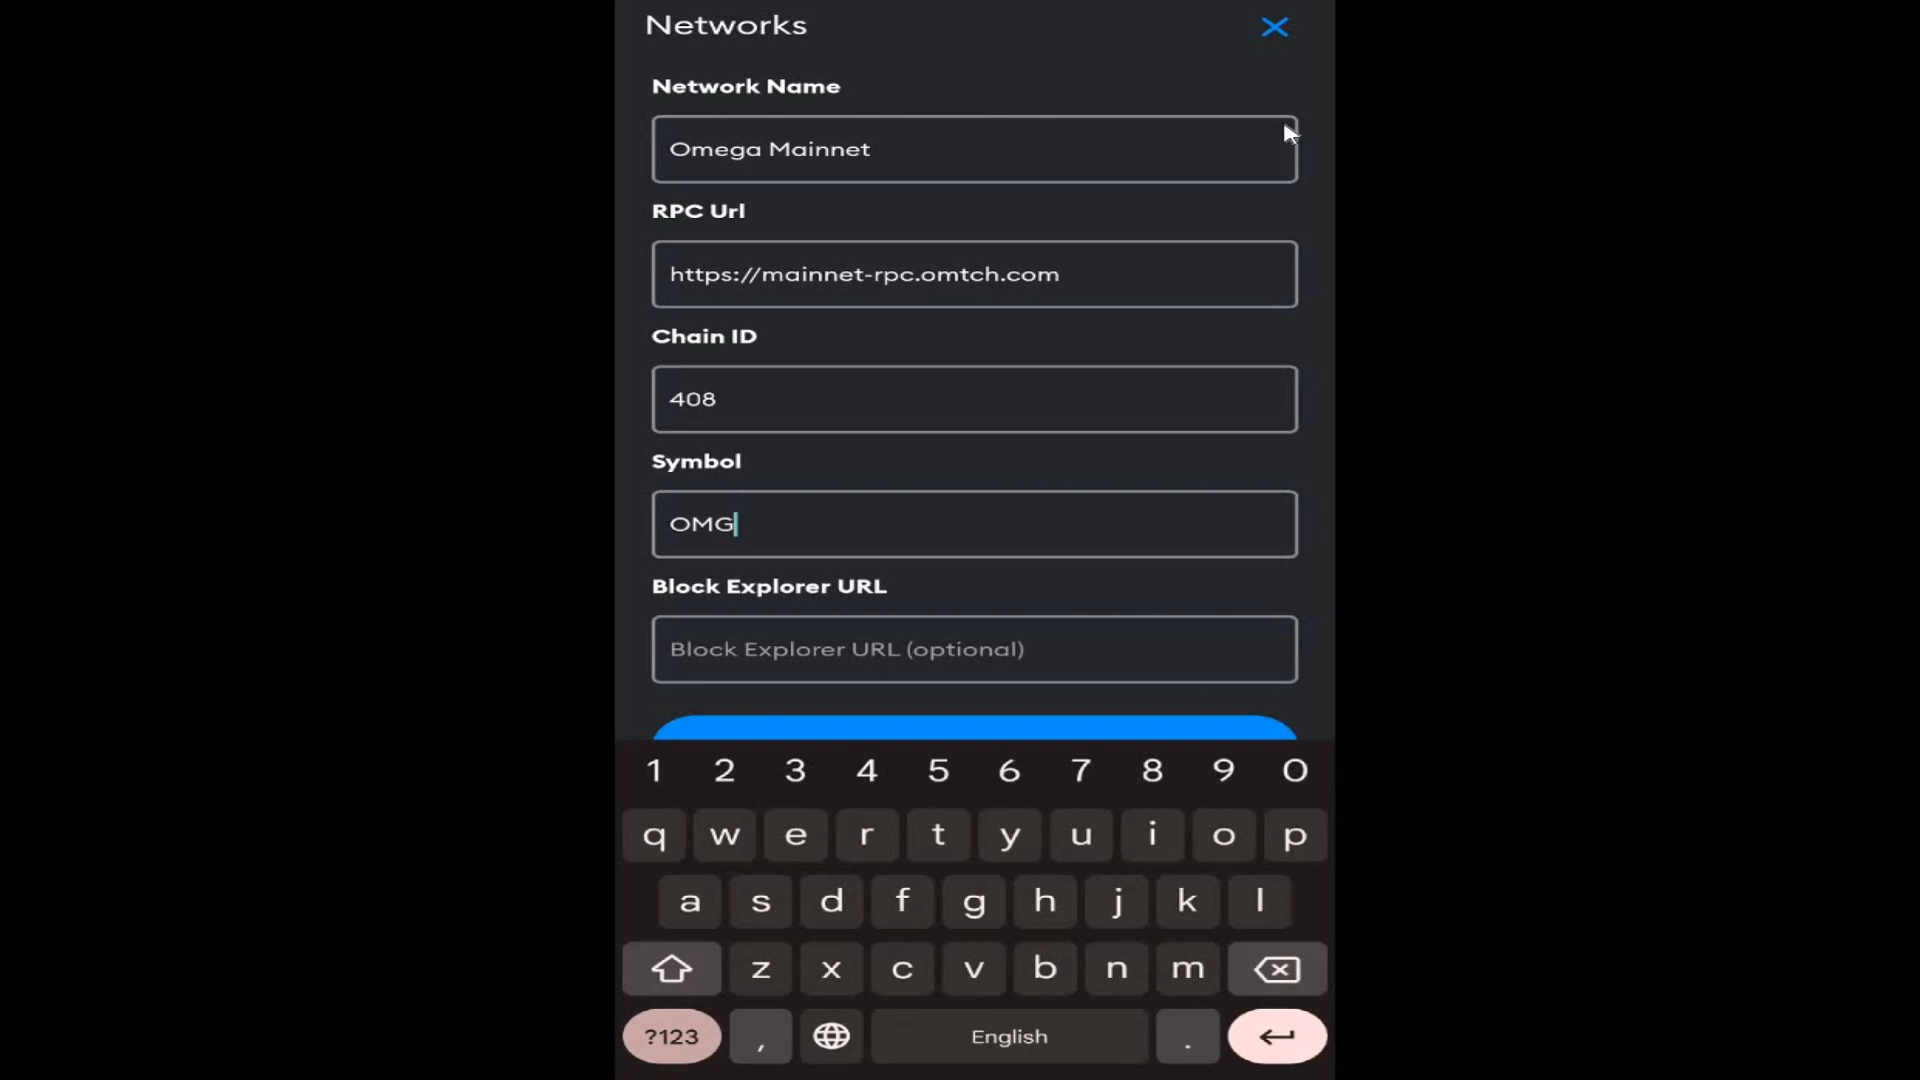 Networks
Network Name
Omega Mainnet
RPC Url
https://mainnet-rpc.omtch.com
Chain ID
408
Symbol
OMG
Block Explorer URL
Block Explorer URL (optional)
1 2 3 4 5 6 7 8 9 0
q w e r t y u i o p
a s d f g h j k l
z x c v b n m
?123 , English .